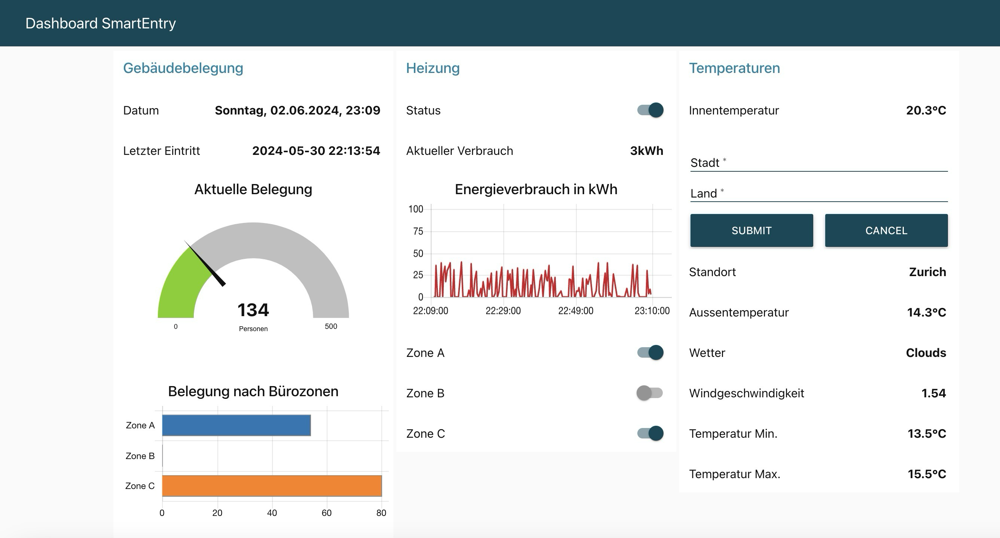 Dashboard SmartEntry
Gebäudebelegung
Datum Sonntag, 02.06.2024, 23:09
Letzter Eintritt 2024-05-30 22:13:54
Aktuelle Belegung
134
0 Personen 500
Belegung nach Bürozonen
Zone A
Zone B
Zone C
0 20 40 60 80
Heizung
Status
Aktueller Verbrauch 3kWh
Energieverbrauch in kWh
100
75
50
25
0
22:09:00 22:29:00 22:49:00 23:10:00
Zone A
Zone B
Zone C
Temperaturen
Innentemperatur 20.3°C
Stadt *
Land *
SUBMIT CANCEL
Standort Zurich
Aussentemperatur 14.3°C
Wetter Clouds
Windgeschwindigkeit 1.54
Temperatur Min. 13.5°C
Temperatur Max. 15.5°C